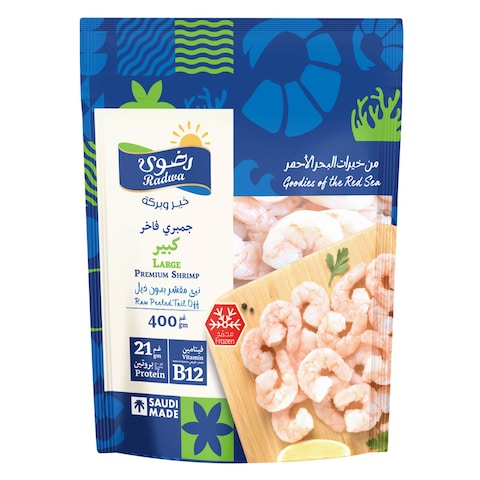 رضوى
Radwa
خير وبركة
من خيرات البحر الأحمر
Goodies of the Red Sea
جمبري فاخر
كبير
LARGE
PREMIUM SHRIMP
نيء مقشر بدون ذيل
Raw Peeled Tail Off
400 غم gm
مجمد
Frozen
21 غم gm
بروتين
Protein
فيتامين
Vitamin
B12
SAUDI
MADE